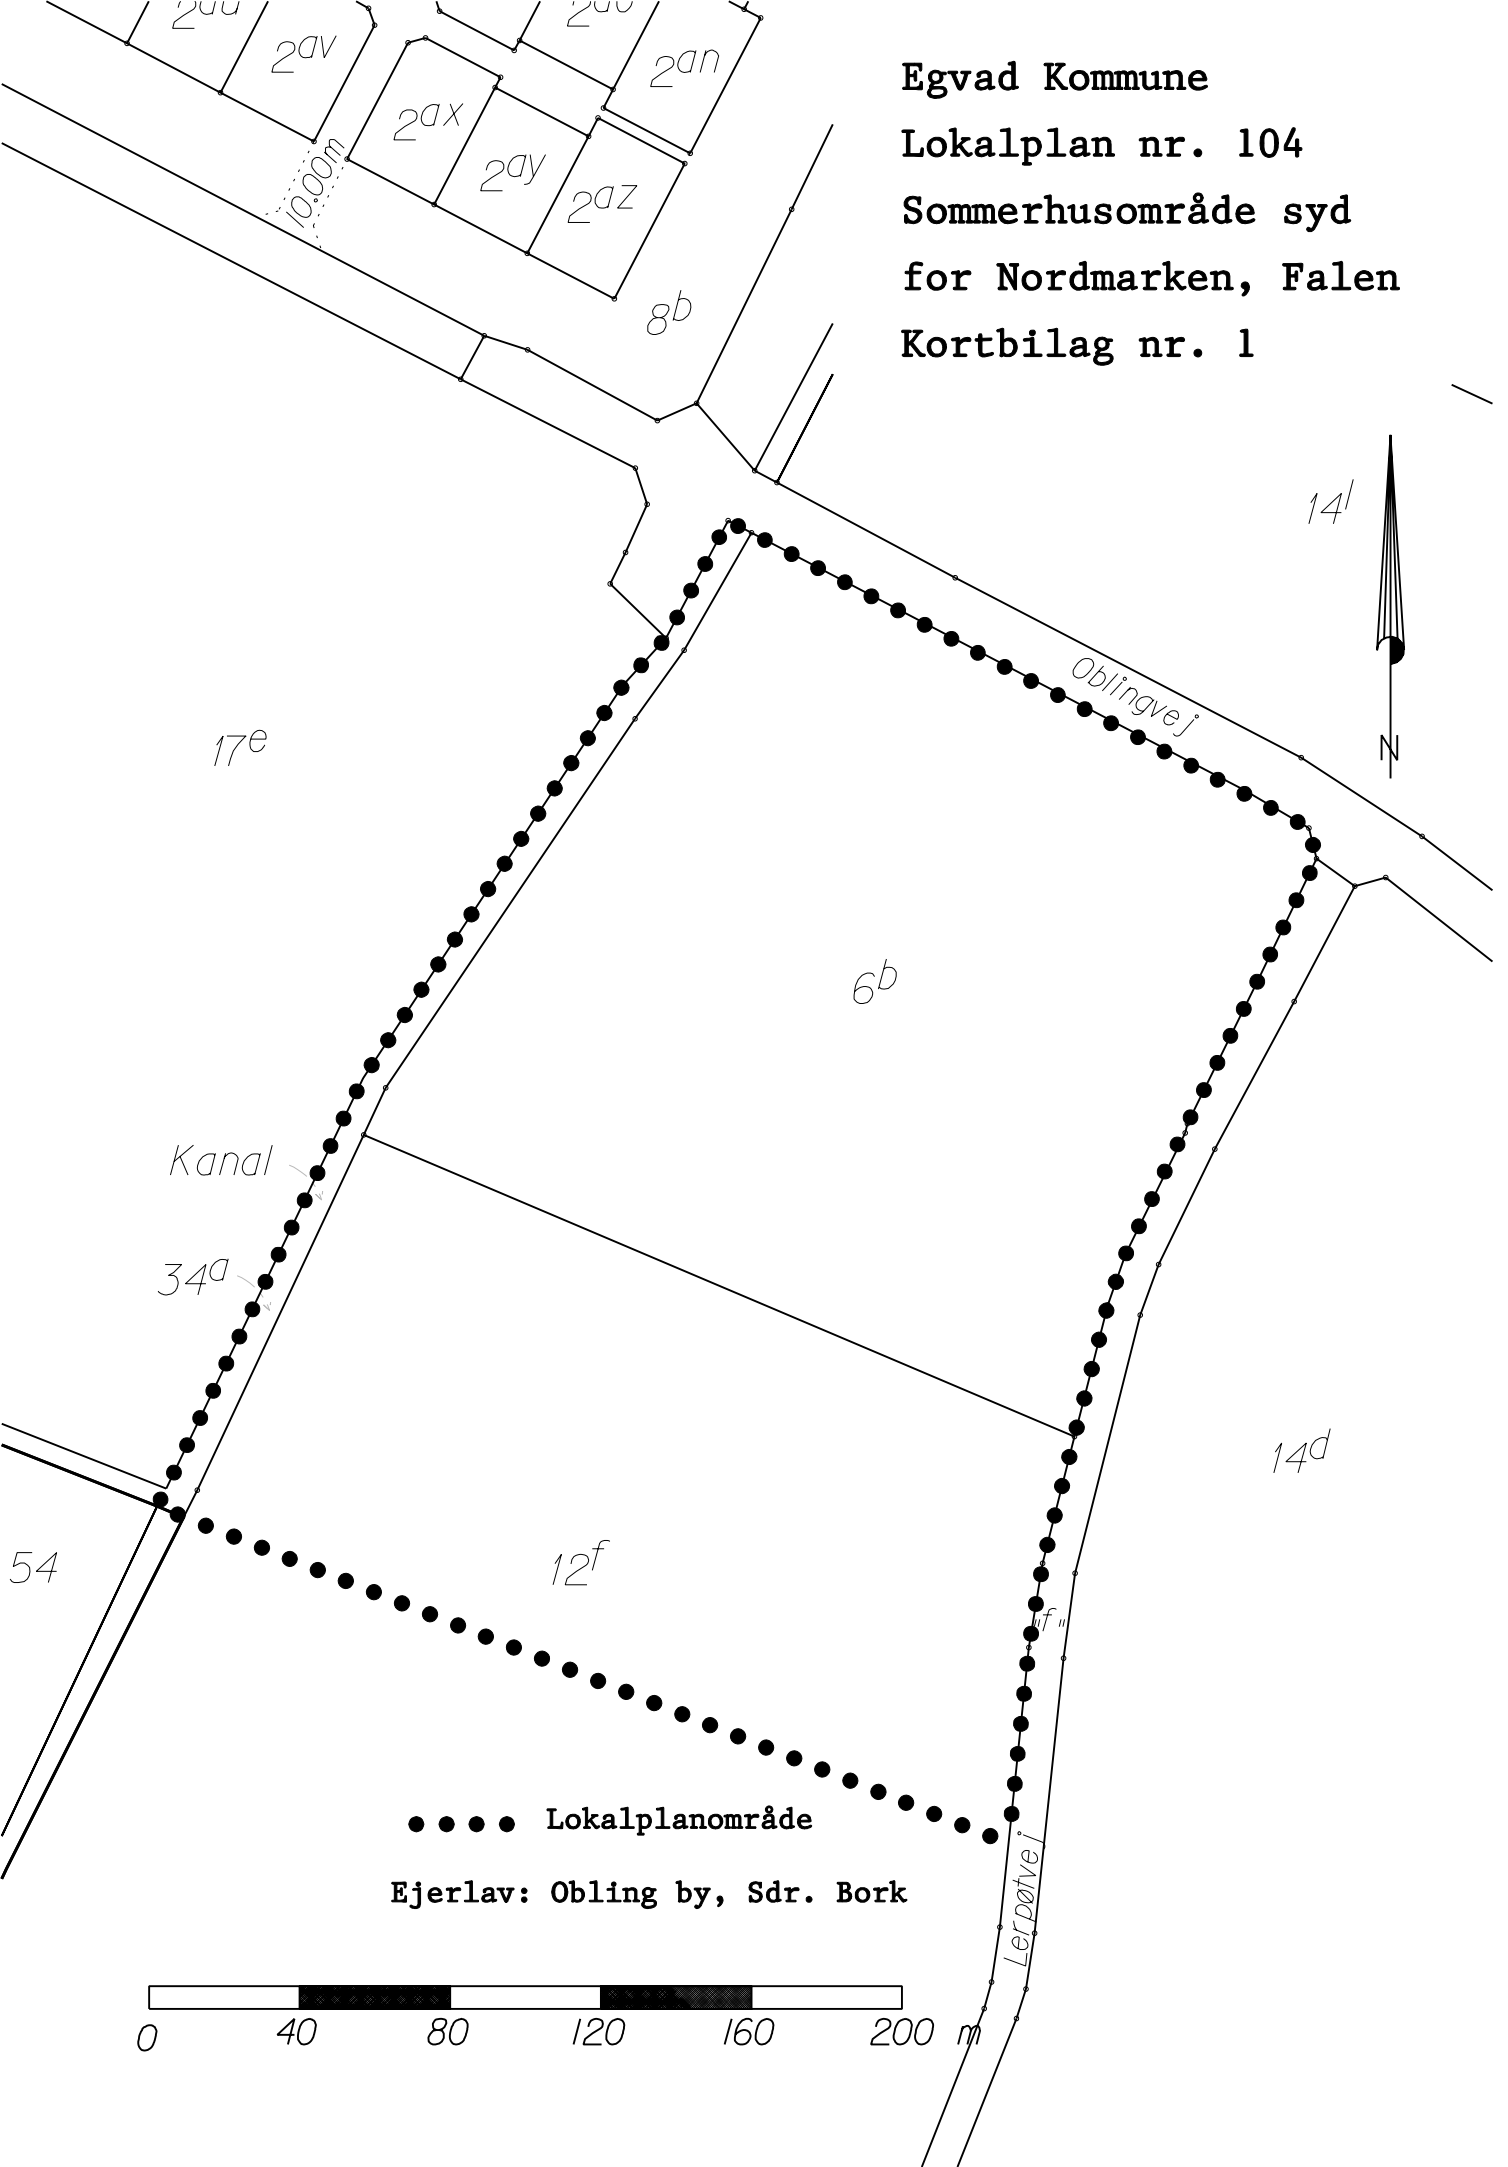 2av
2an
2ax
2ay
2az
10.00m
8b
Egvad Kommune
Lokalplan nr. 104
Sommerhusområde syd
for Nordmarken, Falen
Kortbilag nr. 1
14l
N
Oblingvej
17e
6b
Kanal
34a
14d
54
12f
"f"
Lokalplanområde
Ejerlav: Obling by, Sdr. Bork
Lerpøtvej
0 40 80 120 160 200 m